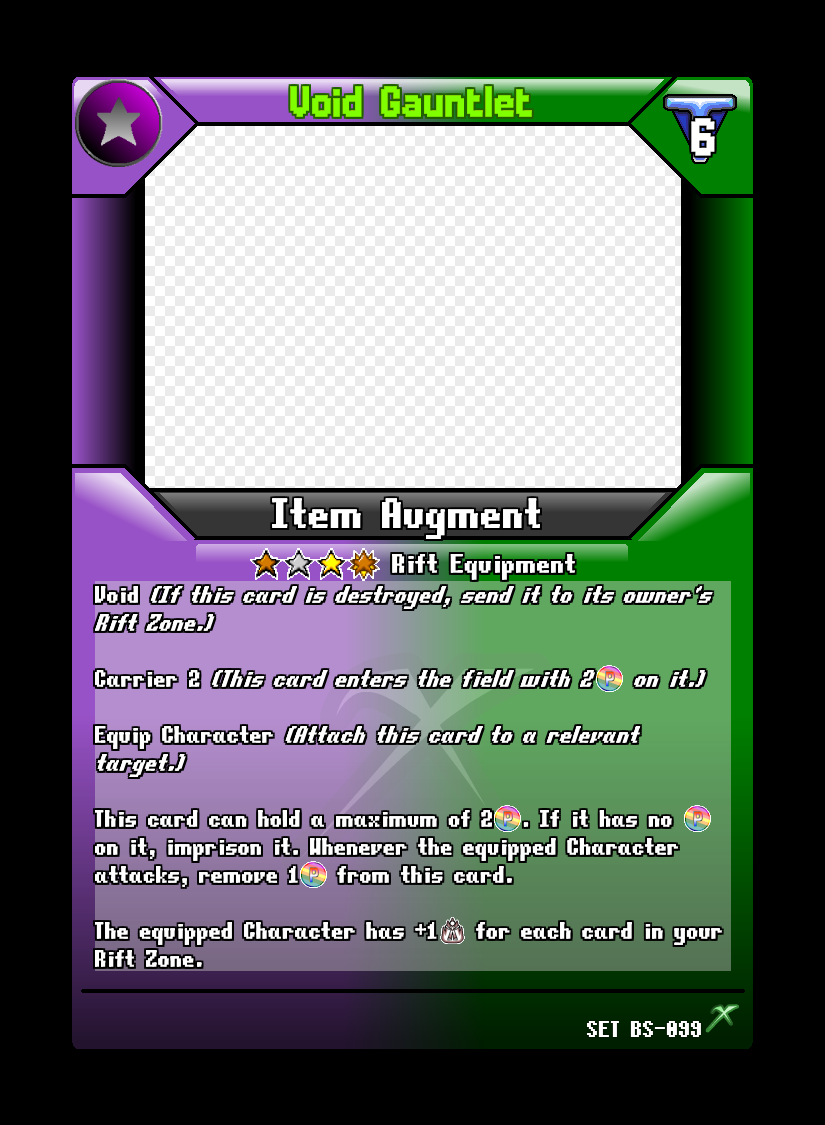 Void Gauntlet
6
Item Augment
Rift Equipment
Void (If this card is destroyed, send it to its owner's
Rift Zone.)
Carrier 2 (This card enters the field with 2 P on it.)
Equip Character (Attach this card to a relevant
target.)
This card can hold a maximum of 2 P. If it has no P
on it, imprison it. Whenever the equipped Character
attacks, remove 1 P from this card.
The equipped Character has +1 for each card in your
Rift Zone.
SET BS-099